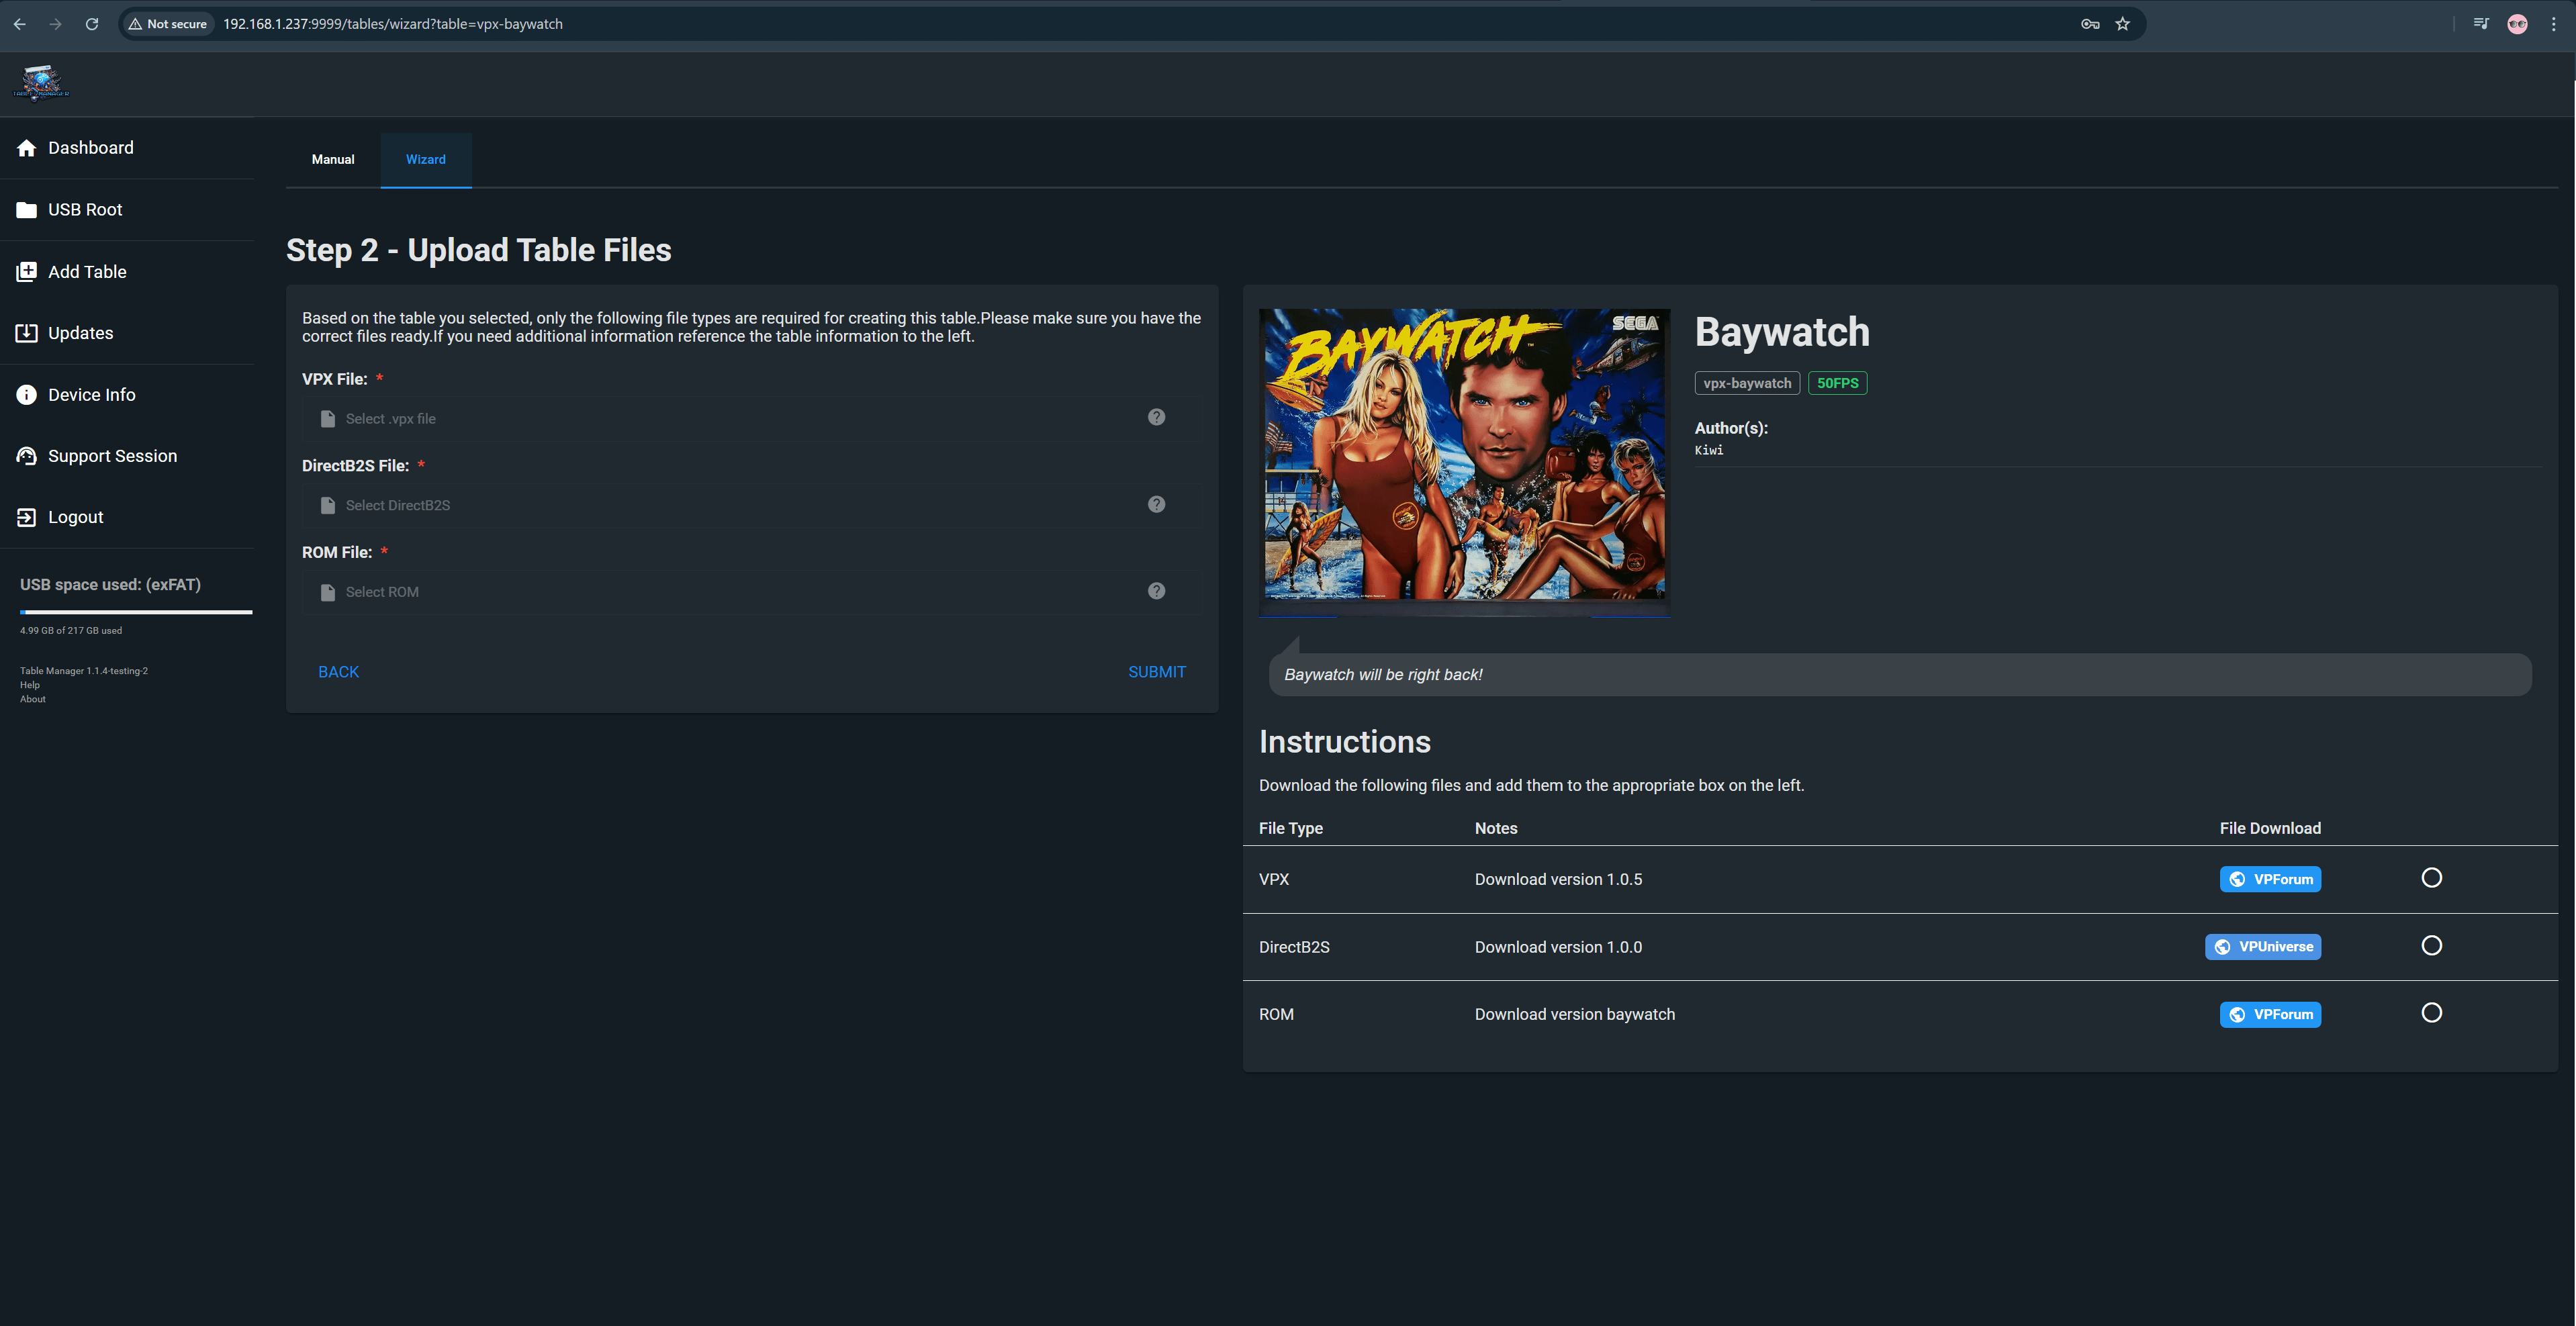 Not secure
192.168.1.237:9999/tables/wizard?table=vpx-baywatch
TABLE MANAGER
Dashboard
USB Root
Add Table
Updates
Device Info
Support Session
Logout
USB space used: (exFAT)
4.99 GB of 217 GB used
Table Manager 1.1.4-testing-2
Help
About
Manual
Wizard
Step 2 - Upload Table Files
Based on the table you selected, only the following file types are required for creating this table.Please make sure you have the
correct files ready.If you need additional information reference the table information to the left.
VPX File: *
Select .vpx file
DirectB2S File: *
Select DirectB2S
ROM File: *
Select ROM
BACK
SUBMIT
BAYWATCH
SEGA
Baywatch
vpx-baywatch
50FPS
Author(s):
Kiwi
Baywatch will be right back!
Instructions
Download the following files and add them to the appropriate box on the left.
File Type Notes File Download
VPX Download version 1.0.5 VPForum
DirectB2S Download version 1.0.0 VPUniverse
ROM Download version baywatch VPForum